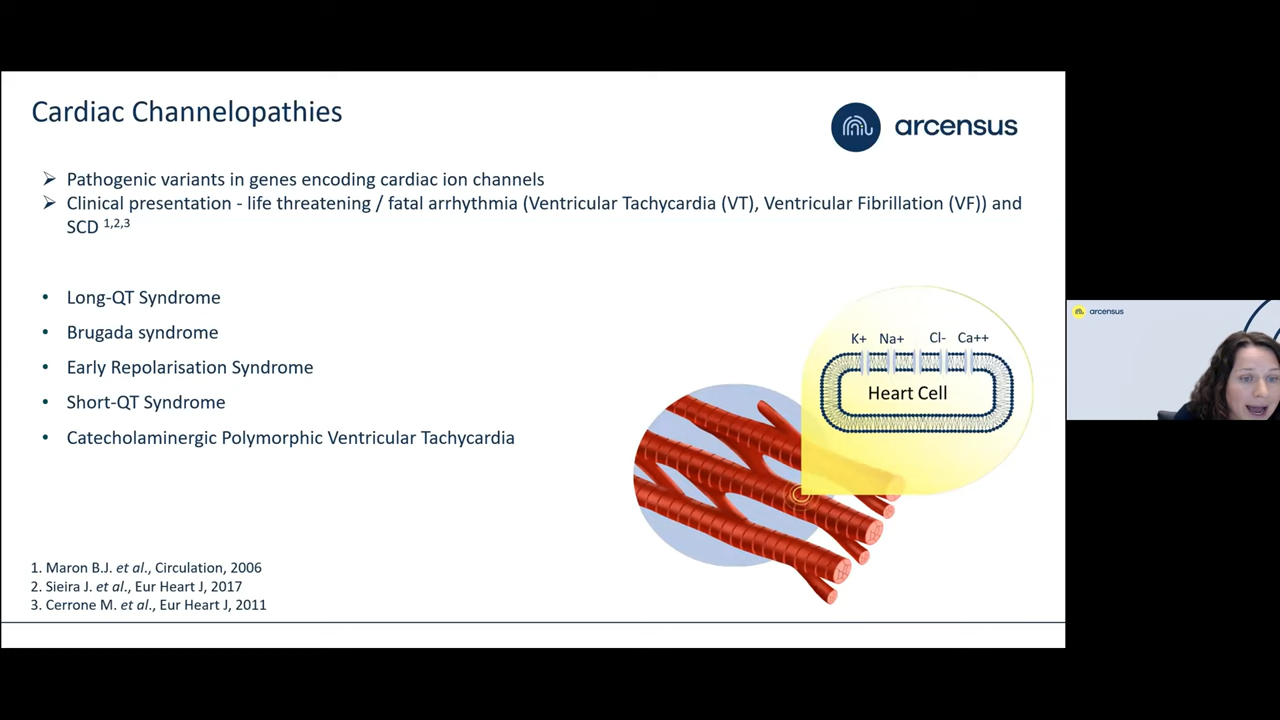 Cardiac Channelopathies
arcensus
➢ Pathogenic variants in genes encoding cardiac ion channels
➢ Clinical presentation - life threatening / fatal arrhythmia (Ventricular Tachycardia (VT), Ventricular Fibrillation (VF)) and
SCD 1,2,3
• Long-QT Syndrome
• Brugada syndrome
• Early Repolarisation Syndrome
• Short-QT Syndrome
• Catecholaminergic Polymorphic Ventricular Tachycardia
K+ Na+ Cl- Ca++
Heart Cell
arcensus
1. Maron B.J. et al., Circulation, 2006
2. Sieira J. et al., Eur Heart J, 2017
3. Cerrone M. et al., Eur Heart J, 2011